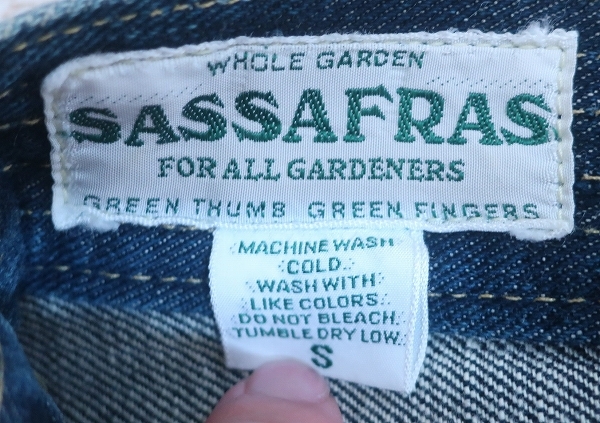 WHOLE GARDEN
SASSAFRAS
FOR ALL GARDENERS
GREEN THUMB GREEN FINGERS
MACHINE WASH
COLD.
WASH WITH
LIKE COLORS.
DO NOT BLEACH.
TUMBLE DRY LOW.
S